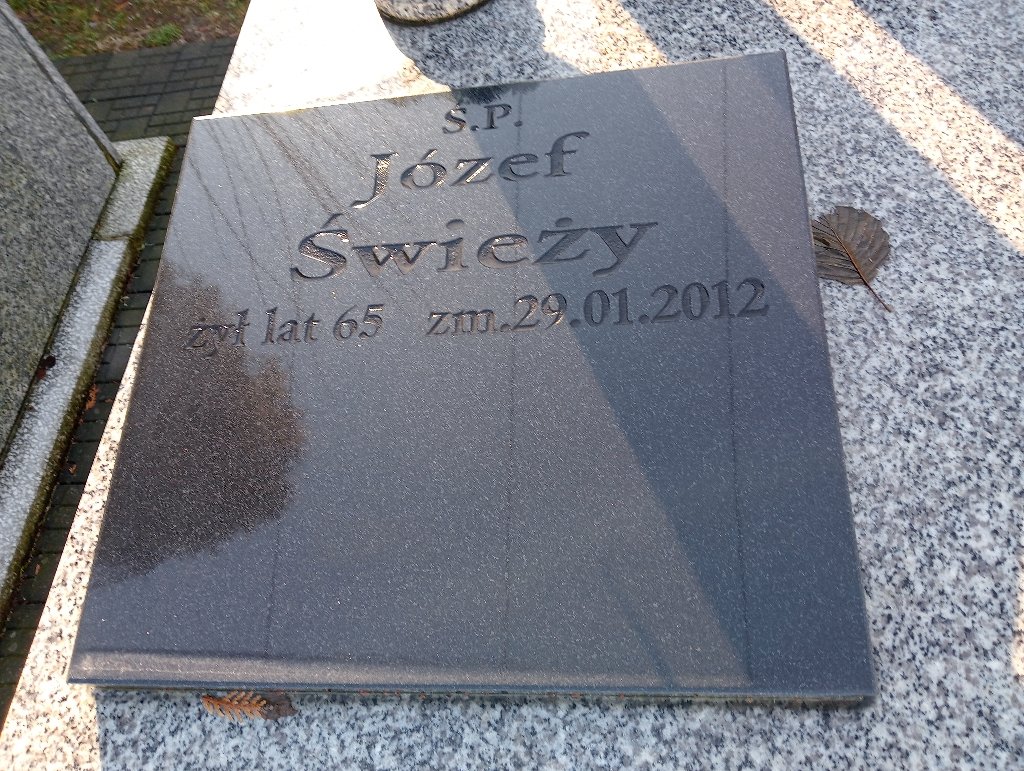 Ś.P.
Józef
Świeży
żył lat 65 zm.29.01.2012